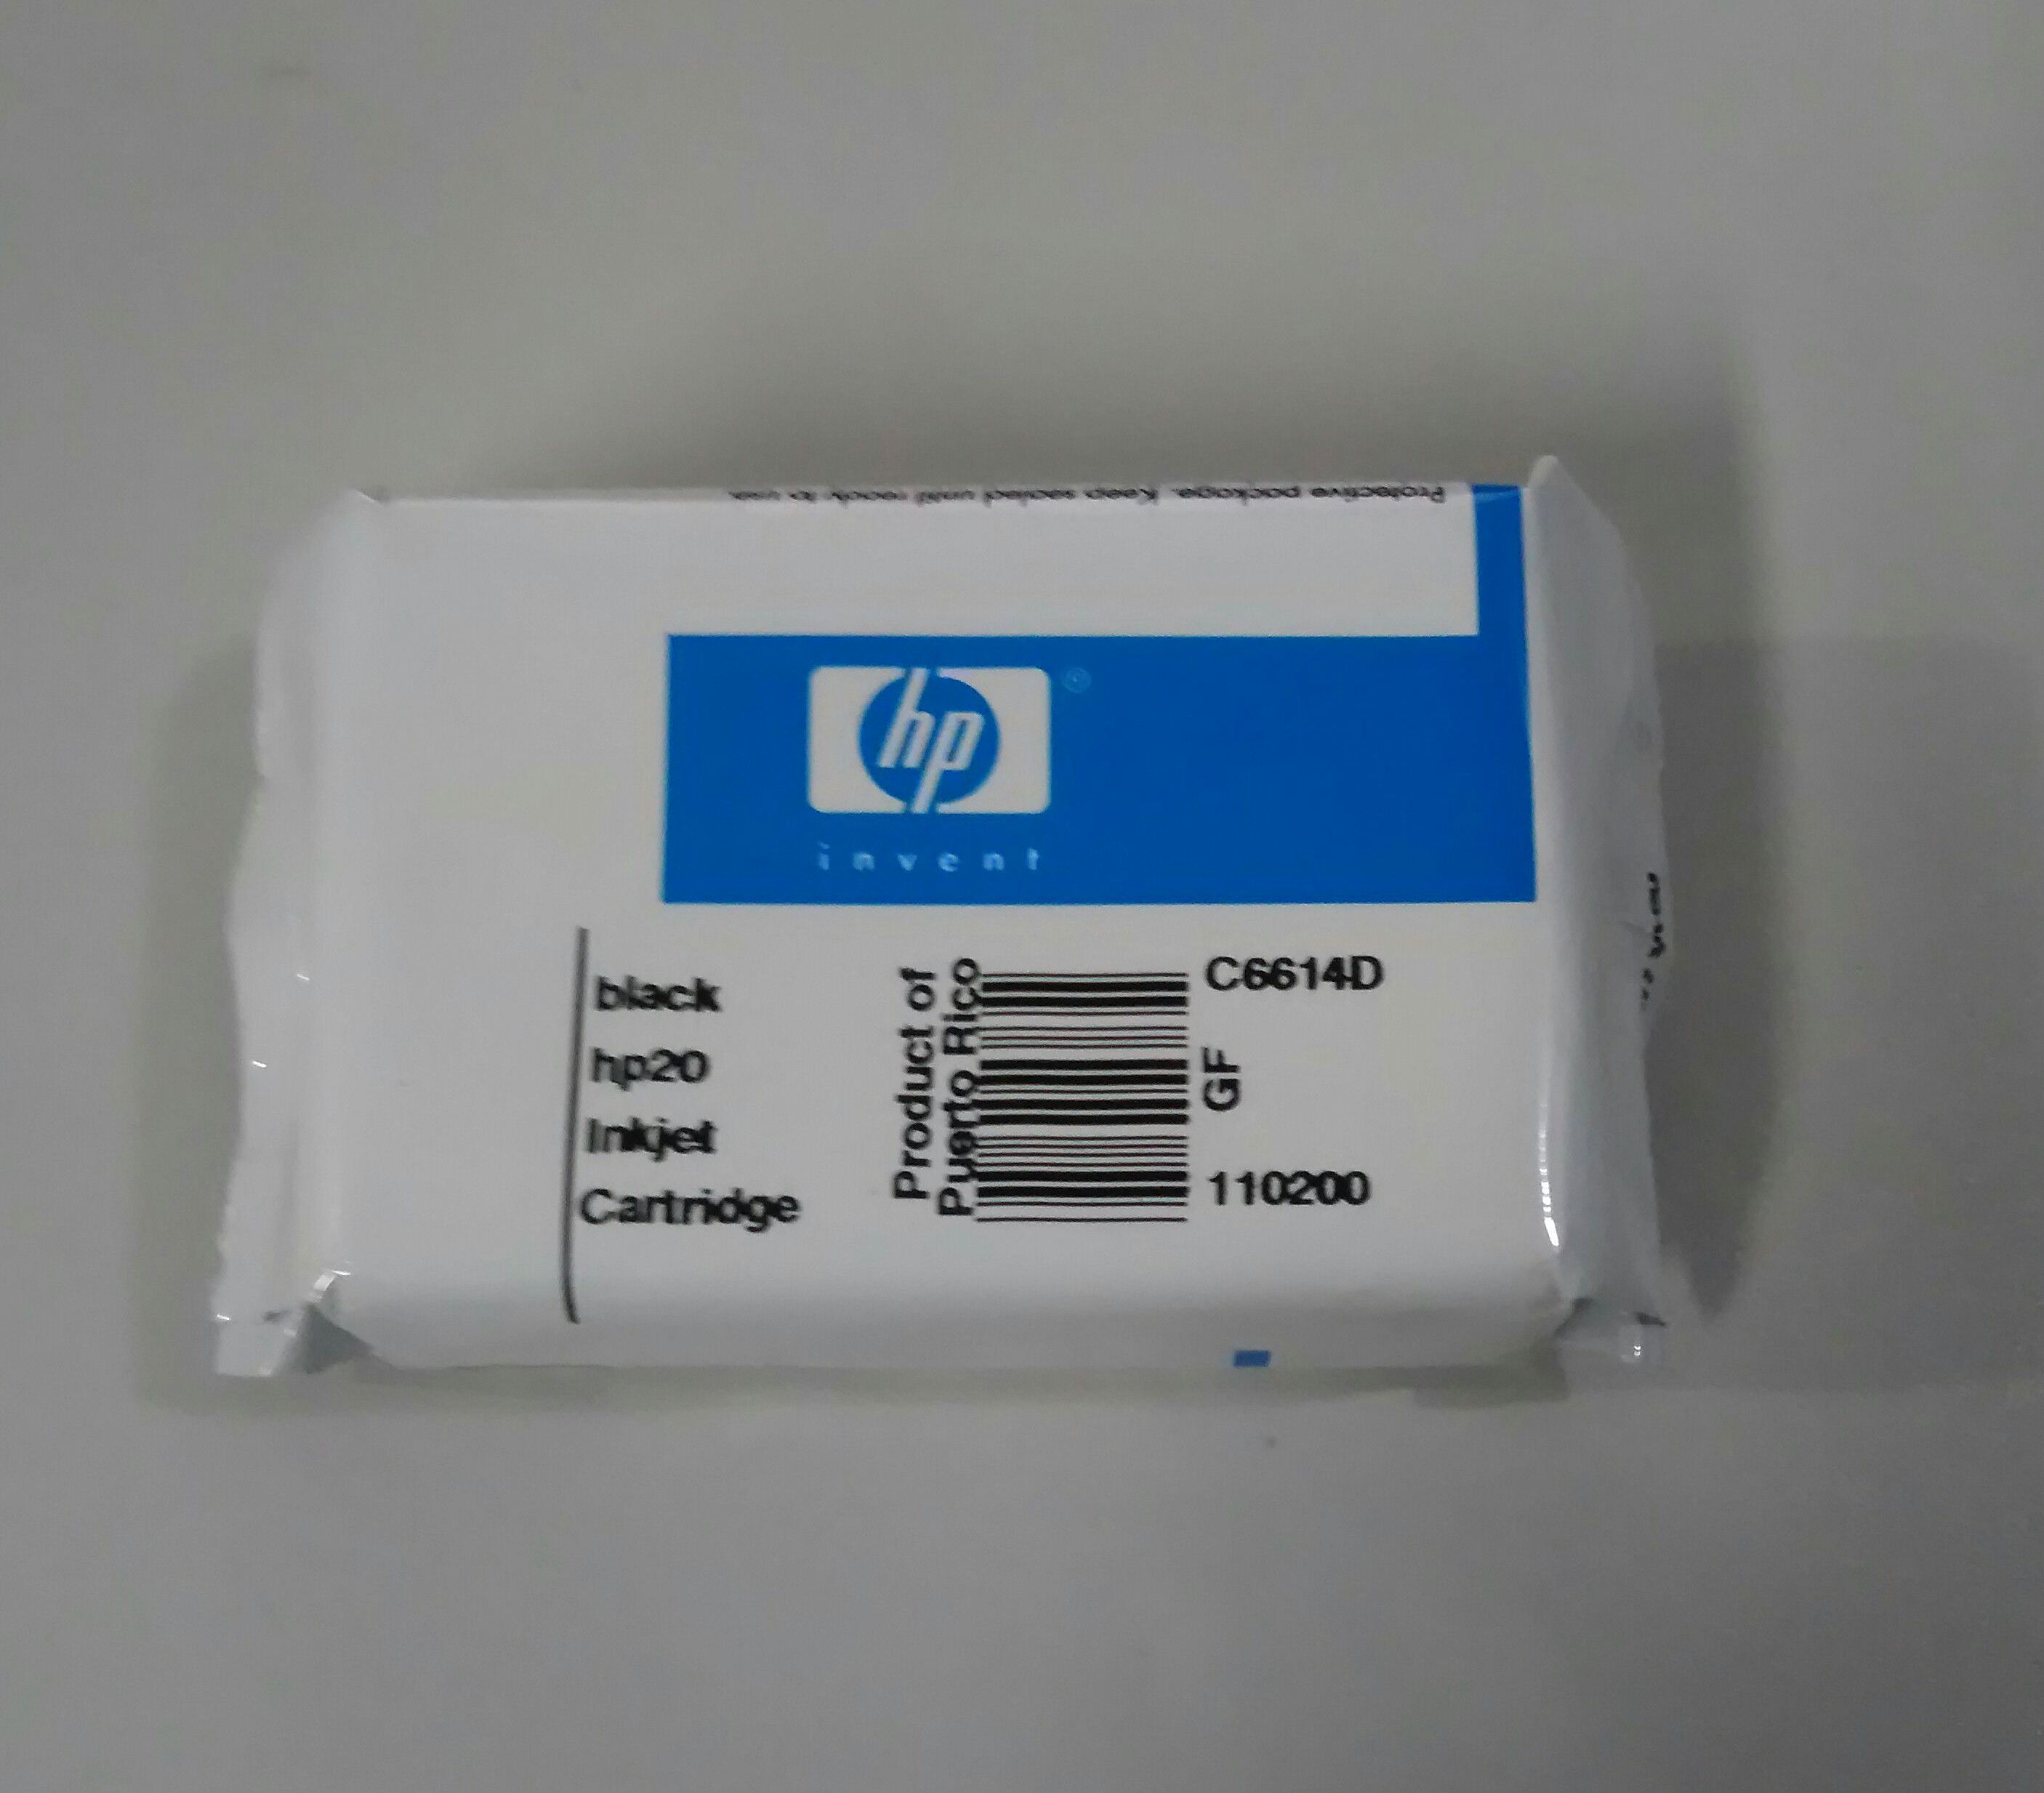 Protective package. Keep sealed until ready to use.
hp ®
invent
black
hp20
Inkjet
Cartridge
Product of
Puerto Rico
C6614D
GF
110200